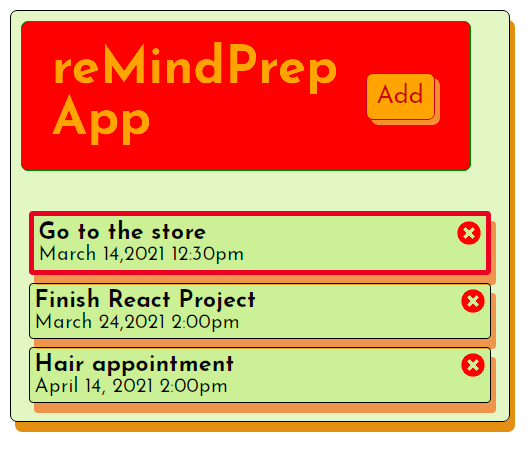 reMindPrep
App
Add
Go to the store
March 14,2021 12:30pm
Finish React Project
March 24,2021 2:00pm
Hair appointment
April 14, 2021 2:00pm